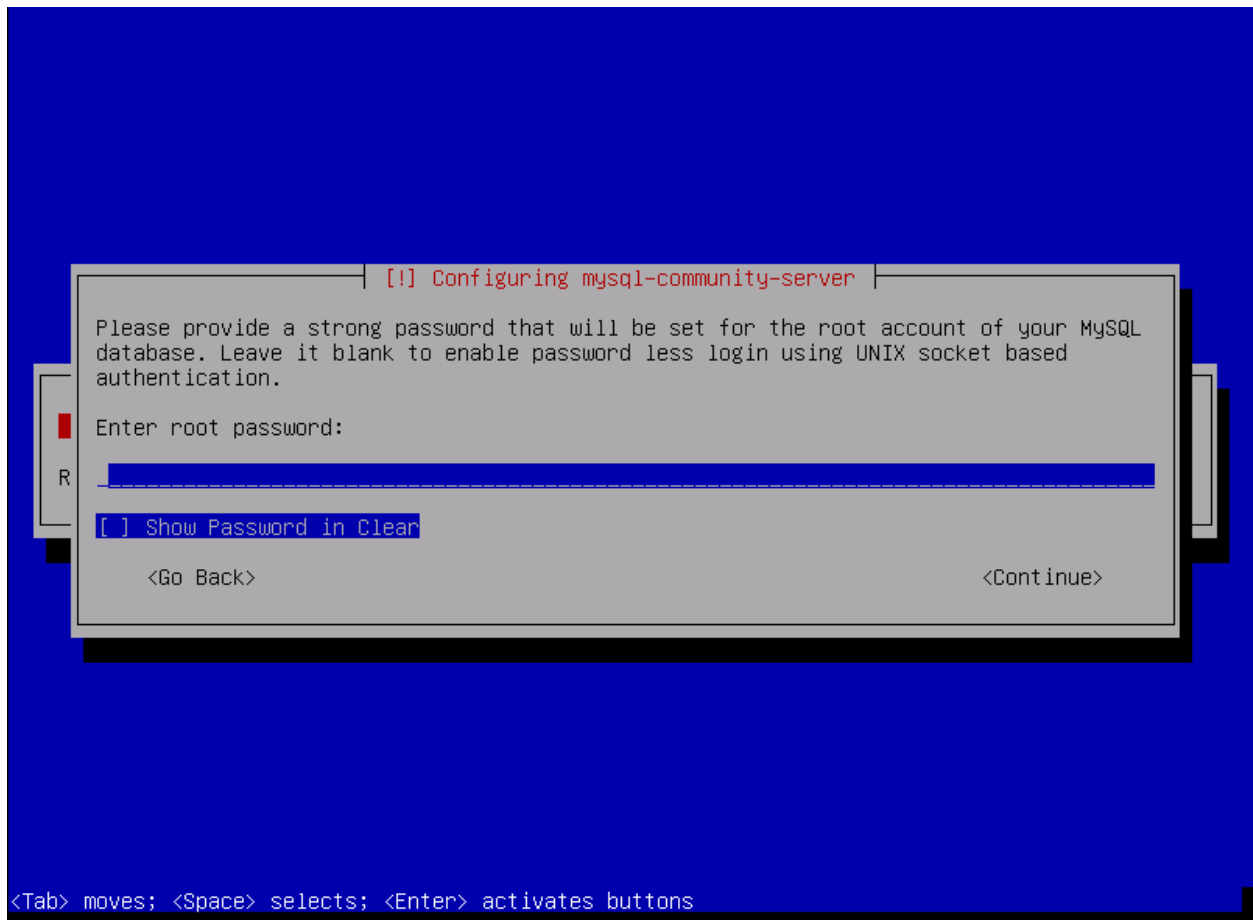 [!] Configuring mysql-community-server
Please provide a strong password that will be set for the root account of your MySQL
database. Leave it blank to enable password less login using UNIX socket based
authentication.
Enter root password:
R
[ ] Show Password in Clear
<Go Back> <Continue>
<Tab> moves; <Space> selects; <Enter> activates buttons